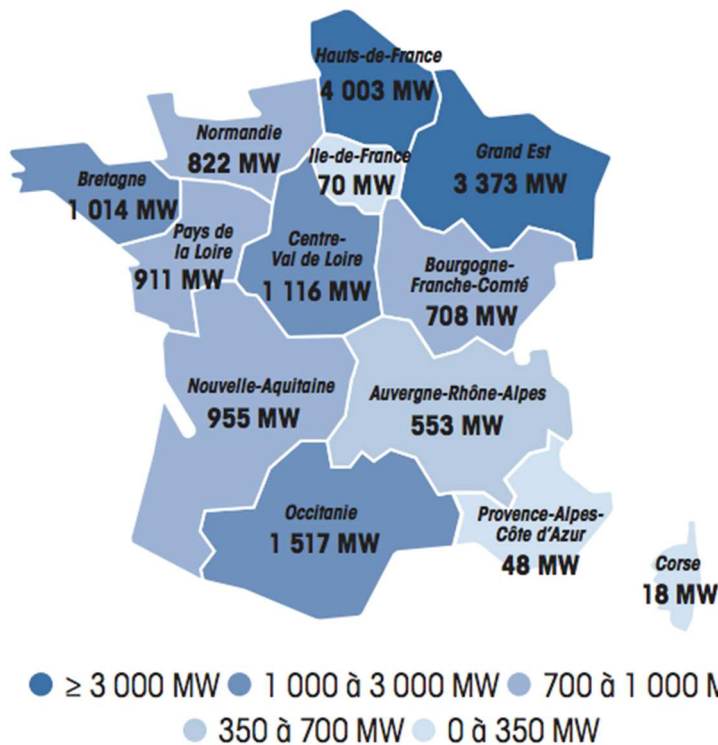 Hauts-de-France
4 003 MW
Normandie
822 MW
Ile-de-France
70 MW
Grand Est
3 373 MW
Bretagne
1 014 MW
Pays de
la Loire
911 MW
Centre-
Val de Loire
1 116 MW
Bourgogne-
Franche-Comté
708 MW
Nouvelle-Aquitaine
955 MW
Auvergne-Rhône-Alpes
553 MW
Occitanie
1 517 MW
Provence-Alpes-
Côte d'Azur
48 MW
Corse
18 MW
≥ 3 000 MW 1 000 à 3 000 MW 700 à 1 000 M
350 à 700 MW 0 à 350 MW